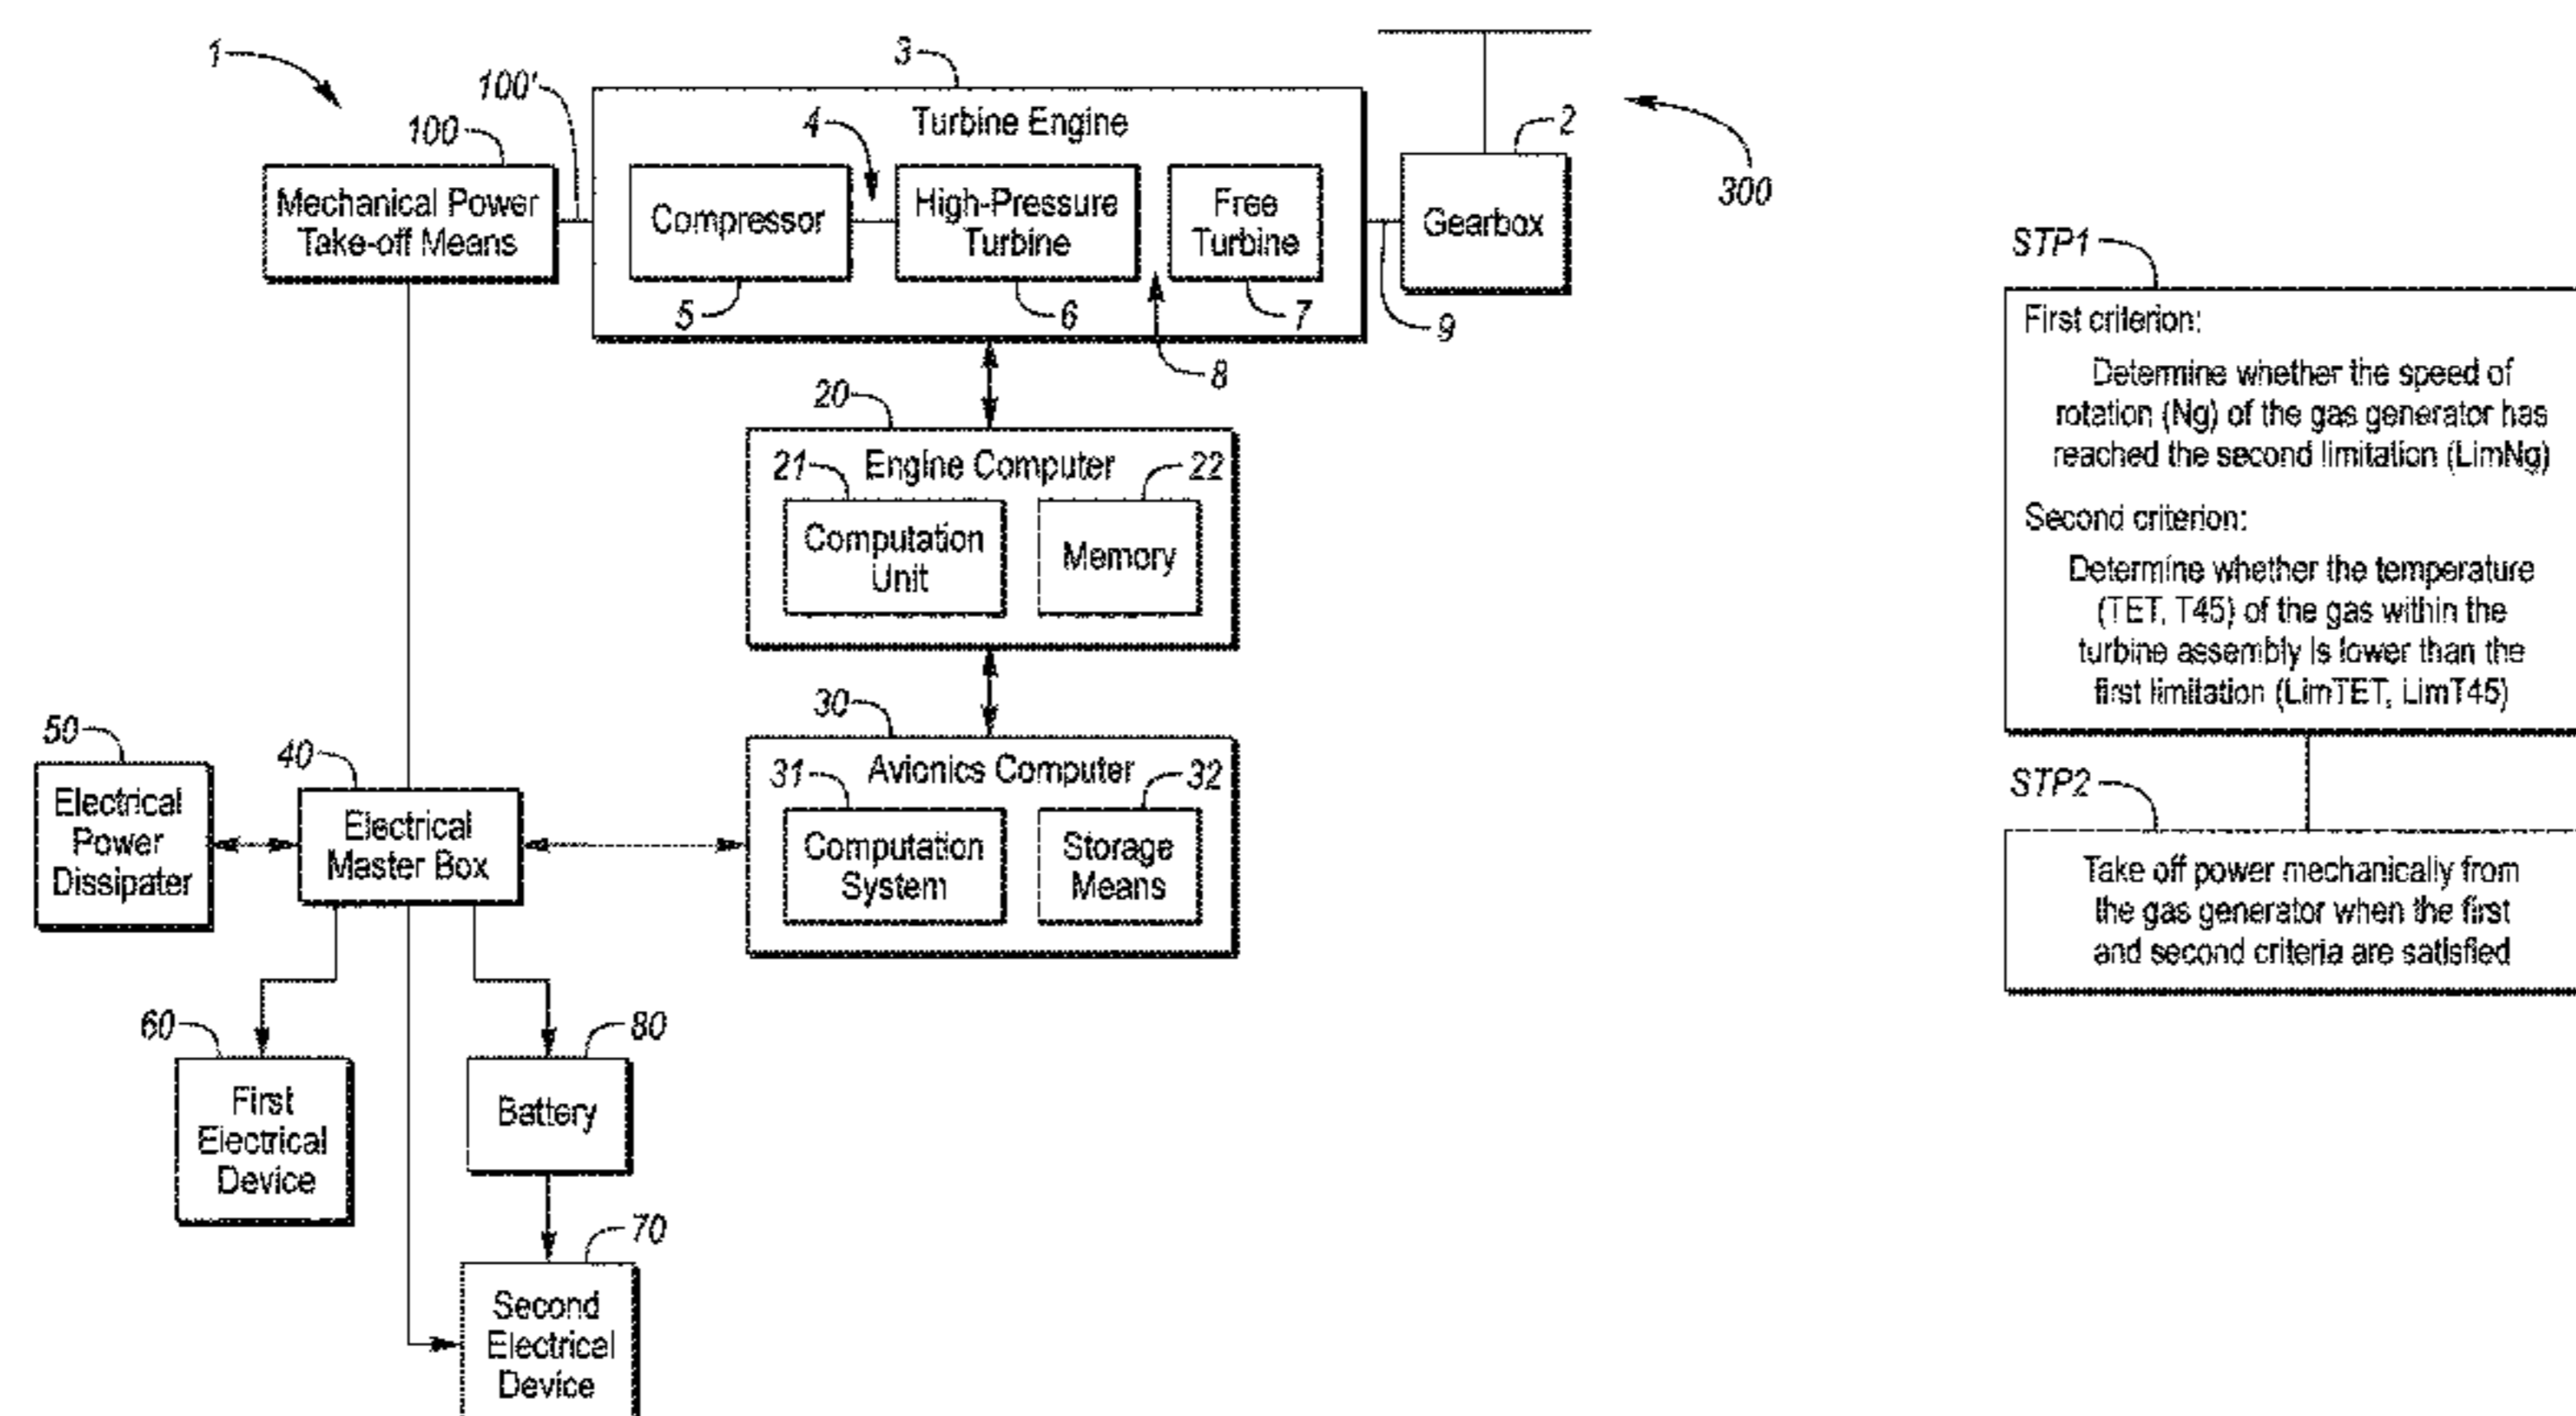 1
3
100'
100
4
Turbine Engine
2
300
Mechanical Power
Take-off Means
Compressor
High-Pressure
Turbine
Free
Turbine
Gearbox
5
6
7
9
8
20
21
Engine Computer
22
Computation
Unit
Memory
30
31
Avionics Computer
32
Computation
System
Storage
Means
50
40
Electrical
Power
Dissipater
Electrical
Master Box
60
80
First
Electrical
Device
Battery
70
Second
Electrical
Device
STP1
First criterion:
Determine whether the speed of
rotation (Ng) of the gas generator has
reached the second limitation (LimNg)
Second criterion:
Determine whether the temperature
(TET, T45) of the gas within the
turbine assembly is lower than the
first limitation (LimTET, LimT45)
STP2
Take off power mechanically from
the gas generator when the first
and second criteria are satisfied